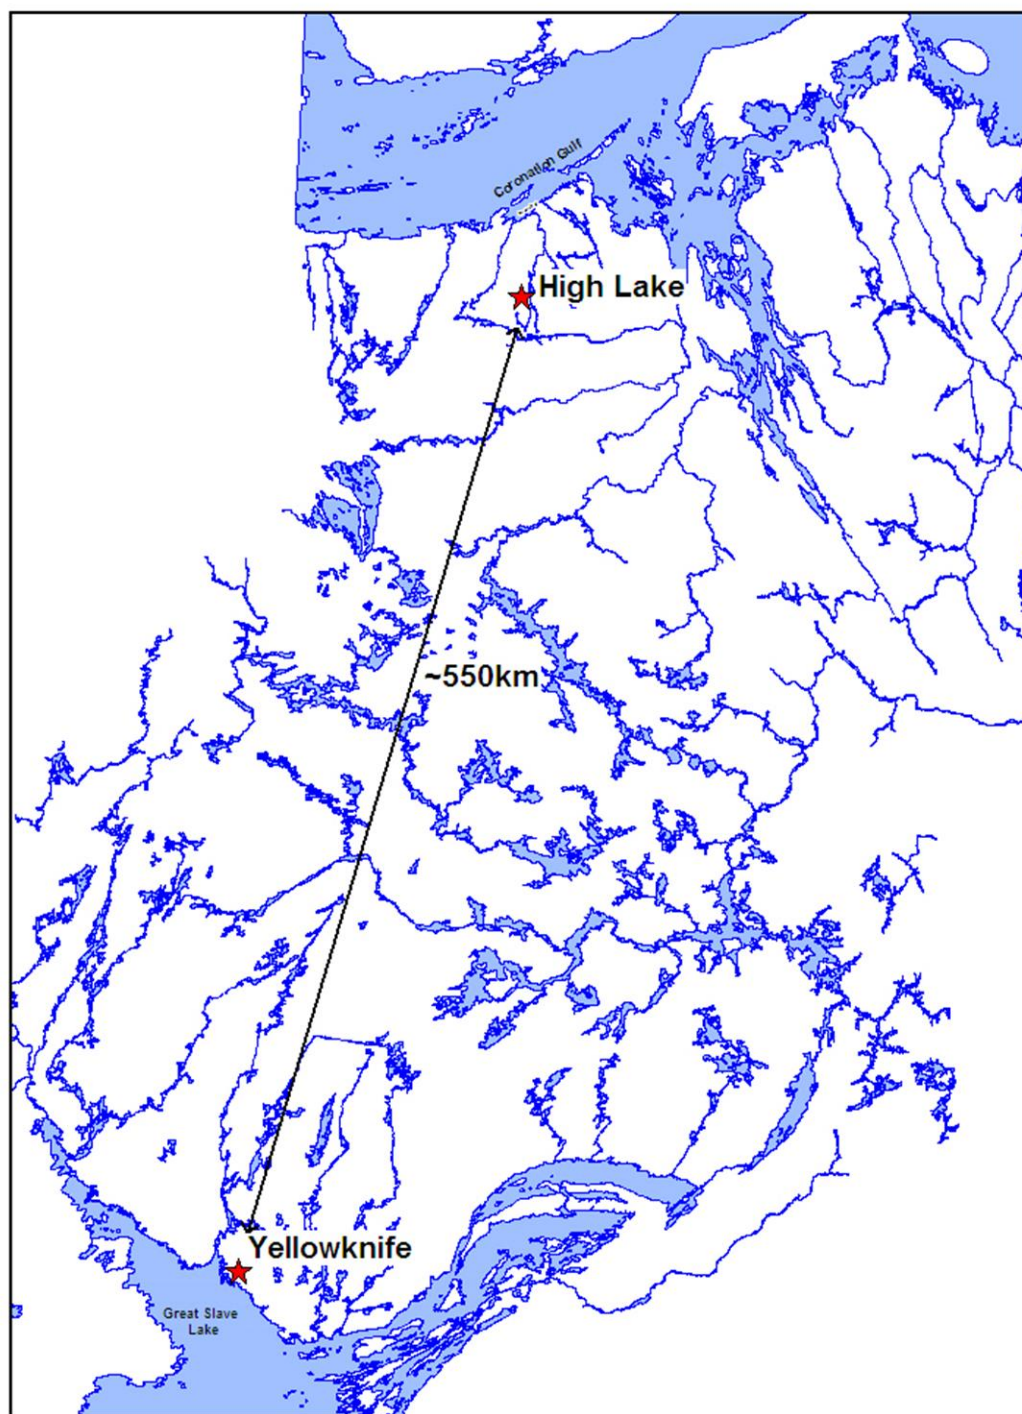 Coronation Gulf
High Lake
~550km
Yellowknife
Great Slave
Lake